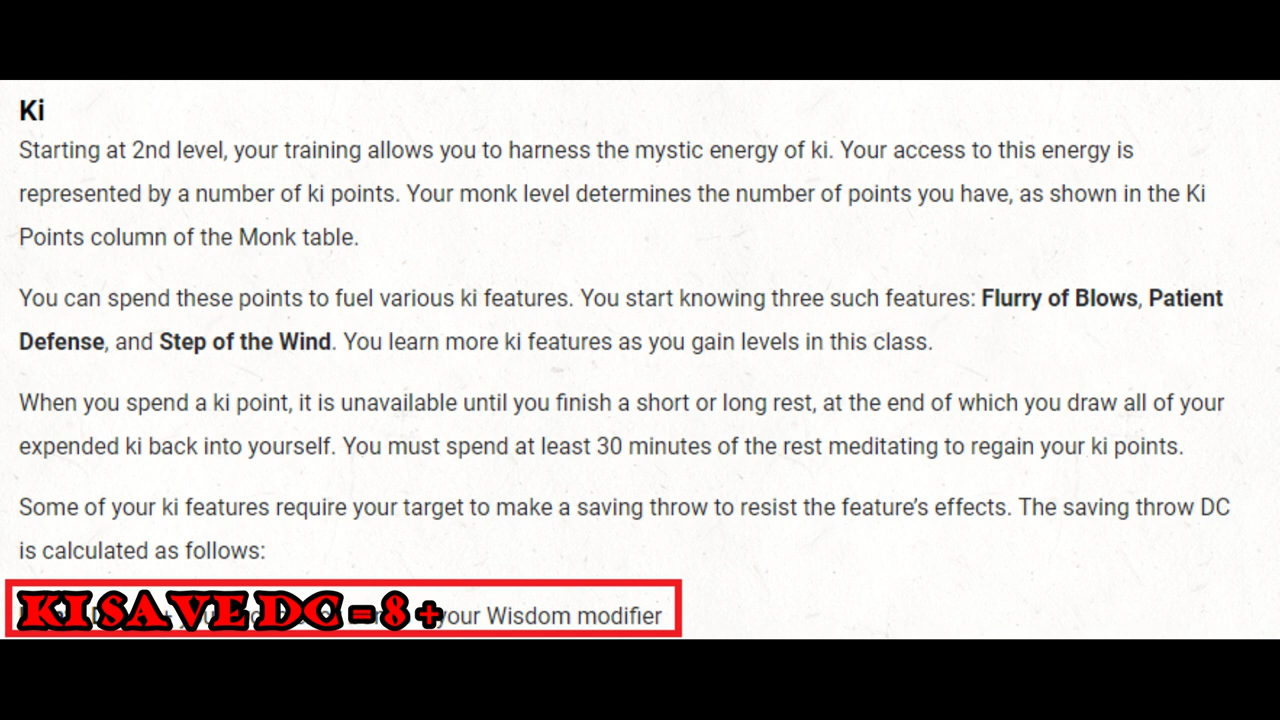 Ki
Starting at 2nd level, your training allows you to harness the mystic energy of ki. Your access to this energy is
represented by a number of ki points. Your monk level determines the number of points you have, as shown in the Ki
Points column of the Monk table.
You can spend these points to fuel various ki features. You start knowing three such features: Flurry of Blows, Patient
Defense, and Step of the Wind. You learn more ki features as you gain levels in this class.
When you spend a ki point, it is unavailable until you finish a short or long rest, at the end of which you draw all of your
expended ki back into yourself. You must spend at least 30 minutes of the rest meditating to regain your ki points.
Some of your ki features require your target to make a saving throw to resist the feature’s effects. The saving throw DC
is calculated as follows:
KI SAVE DC = 8 + your Wisdom modifier